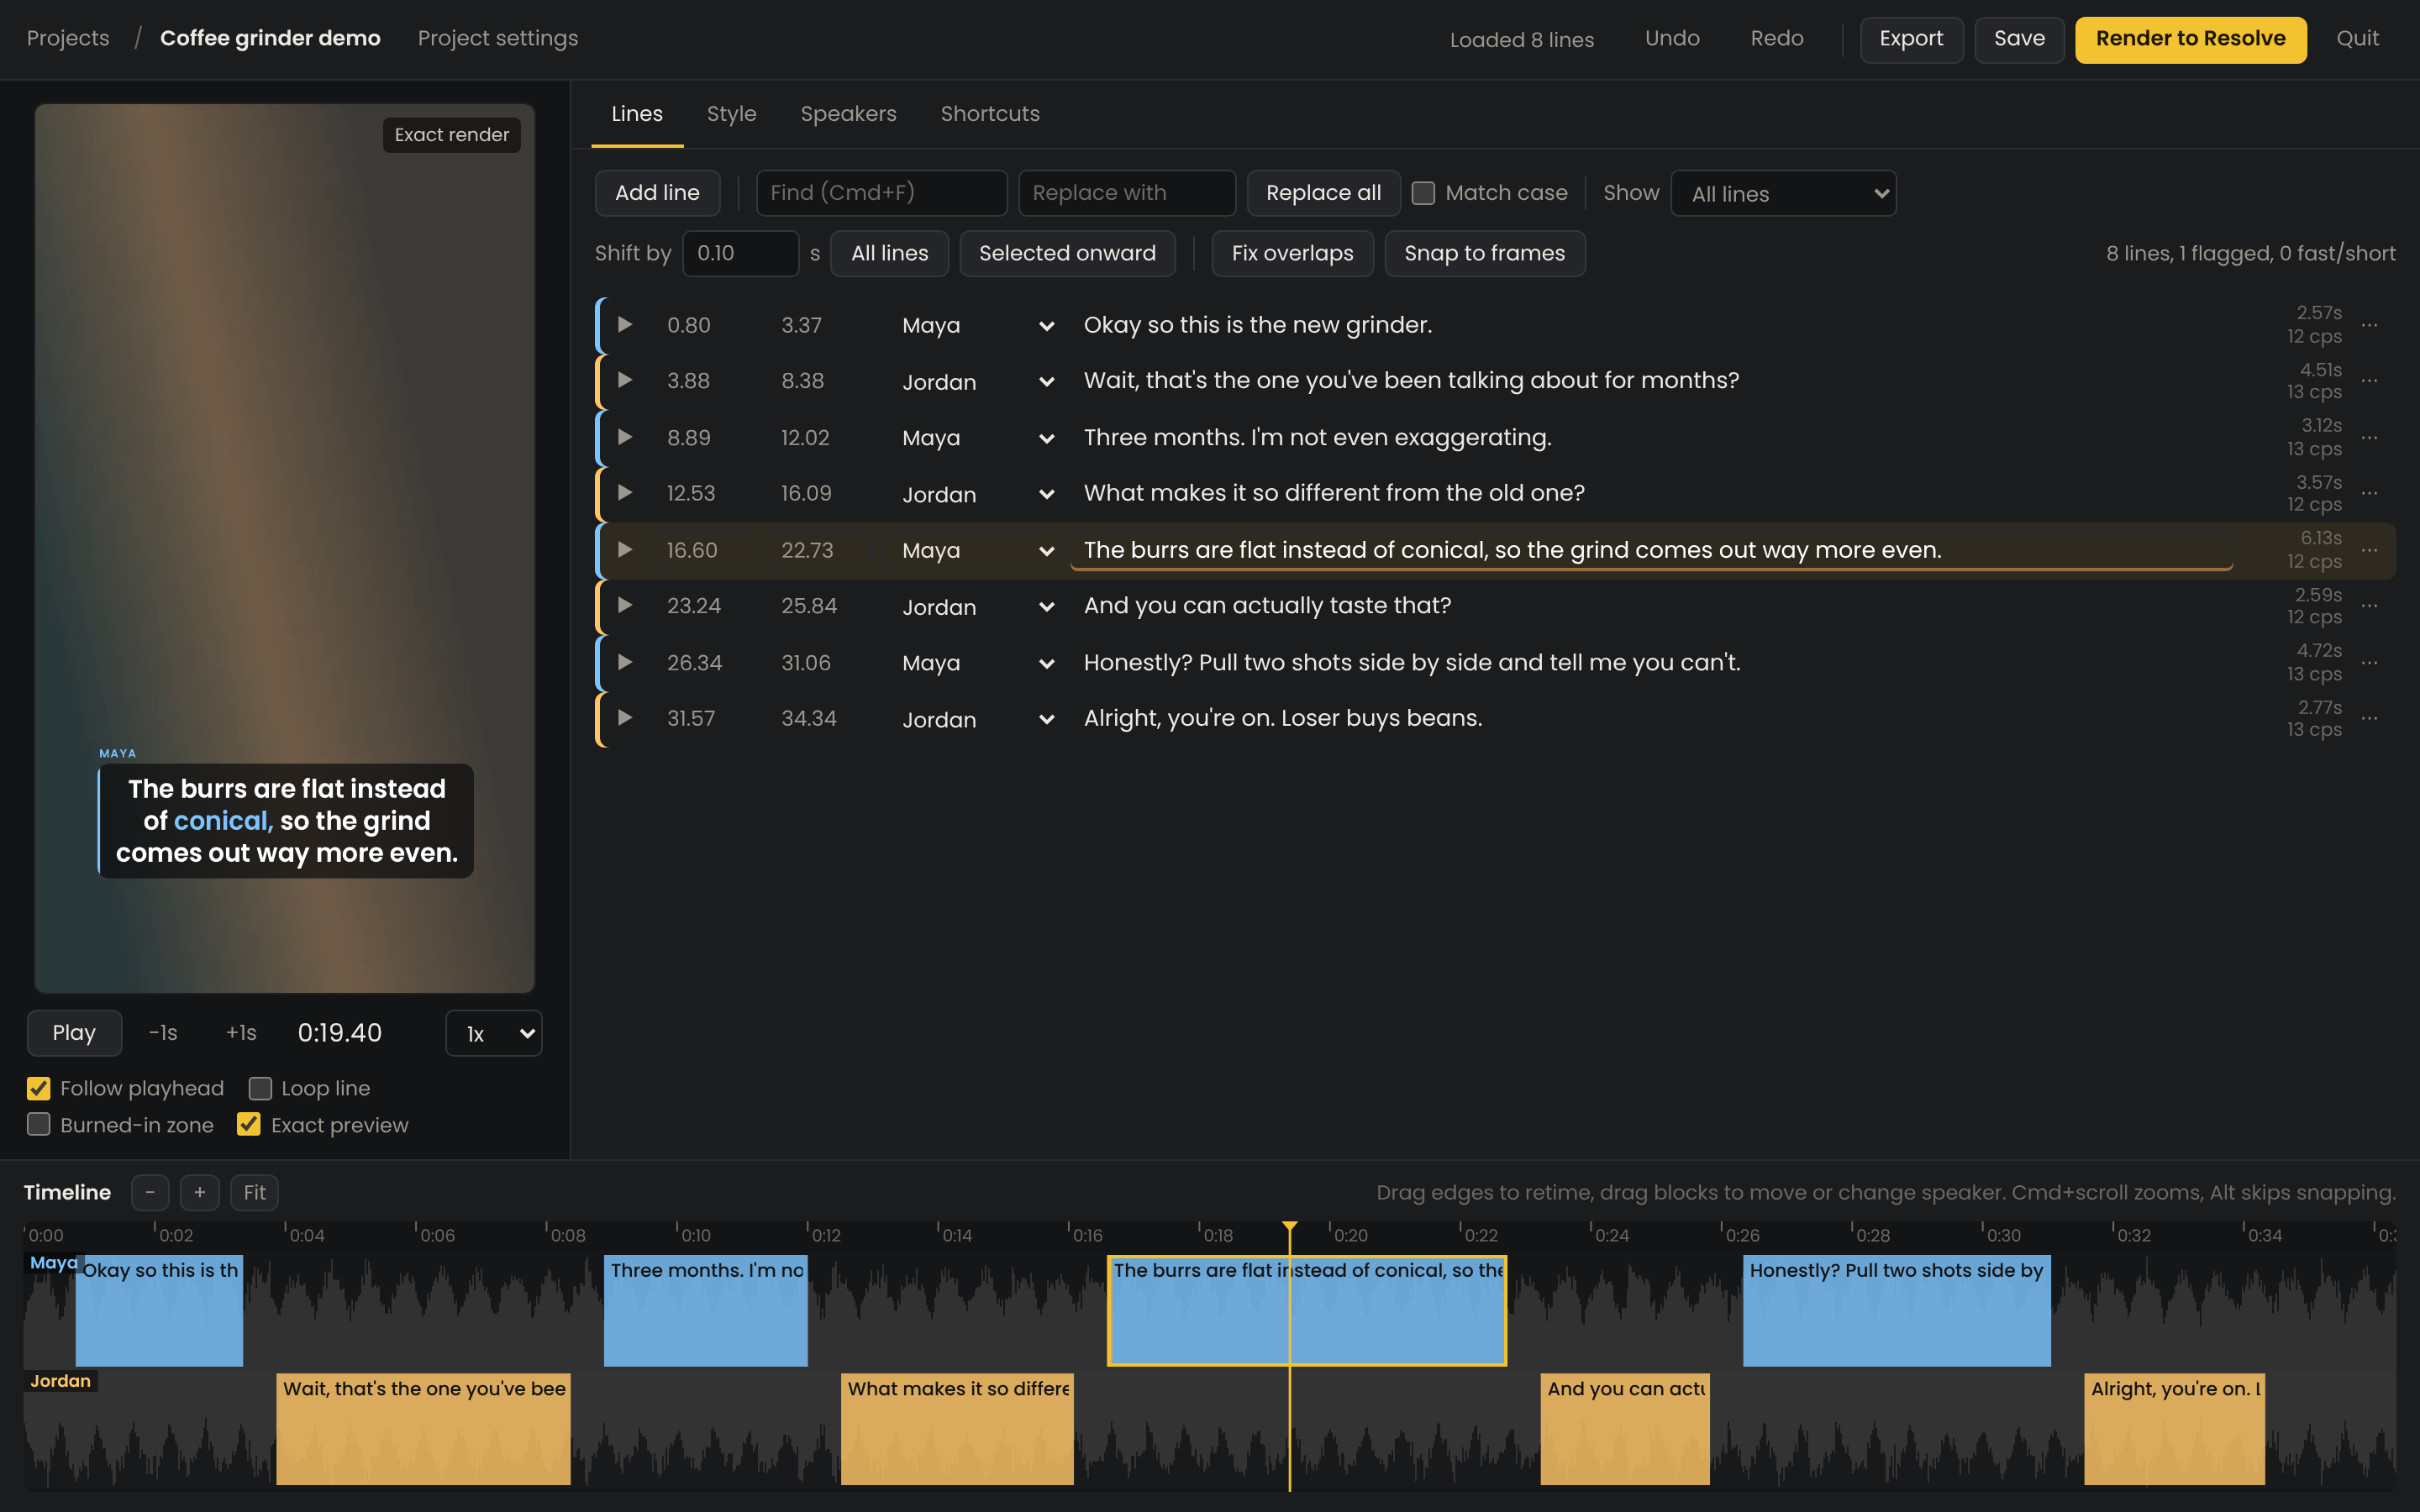 Projects / Coffee grinder demo Project settings Loaded 8 lines Undo Redo Export Save Render to Resolve Quit
Exact render
MAYA
The burrs are flat instead
of conical, so the grind
comes out way more even.
Play -1s +1s 0:19.40 1x
Follow playhead Loop line
Burned-in zone Exact preview
Lines Style Speakers Shortcuts
Add line Find (Cmd+F) Replace with Replace all Match case Show All lines
Shift by 0.10 s All lines Selected onward Fix overlaps Snap to frames 8 lines, 1 flagged, 0 fast/short
0.80 3.37 Maya Okay so this is the new grinder. 2.57s 12 cps ...
3.88 8.38 Jordan Wait, that's the one you've been talking about for months? 4.51s 13 cps ...
8.89 12.02 Maya Three months. I'm not even exaggerating. 3.12s 13 cps ...
12.53 16.09 Jordan What makes it so different from the old one? 3.57s 12 cps ...
16.60 22.73 Maya The burrs are flat instead of conical, so the grind comes out way more even. 6.13s 12 cps ...
23.24 25.84 Jordan And you can actually taste that? 2.59s 12 cps ...
26.34 31.06 Maya Honestly? Pull two shots side by side and tell me you can't. 4.72s 13 cps ...
31.57 34.34 Jordan Alright, you're on. Loser buys beans. 2.77s 13 cps ...
Timeline - + Fit Drag edges to retime, drag blocks to move or change speaker. Cmd+scroll zooms, Alt skips snapping.
0:00 0:02 0:04 0:06 0:08 0:10 0:12 0:14 0:16 0:18 0:20 0:22 0:24 0:26 0:28 0:30 0:32 0:34
Maya Okay so this is th Three months. I'm no The burrs are flat instead of conical, so the Honestly? Pull two shots side by
Jordan Wait, that's the one you've bee What makes it so differe And you can actu Alright, you're on.